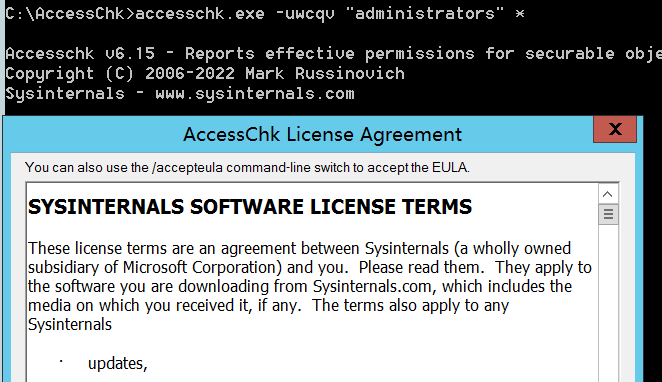 C:\AccessChk>accesschk.exe -uwcqv "administrators" *
Accesschk v6.15 - Reports effective permissions for securable obje
Copyright (C) 2006-2022 Mark Russinovich
Sysinternals - www.sysinternals.com
AccessChk License Agreement
X
You can also use the /accepteula command-line switch to accept the EULA.
SYSINTERNALS SOFTWARE LICENSE TERMS
These license terms are an agreement between Sysinternals (a wholly owned
subsidiary of Microsoft Corporation) and you. Please read them. They apply to
the software you are downloading from Sysinternals.com, which includes the
media on which you received it, if any. The terms also apply to any
Sysinternals
· updates,